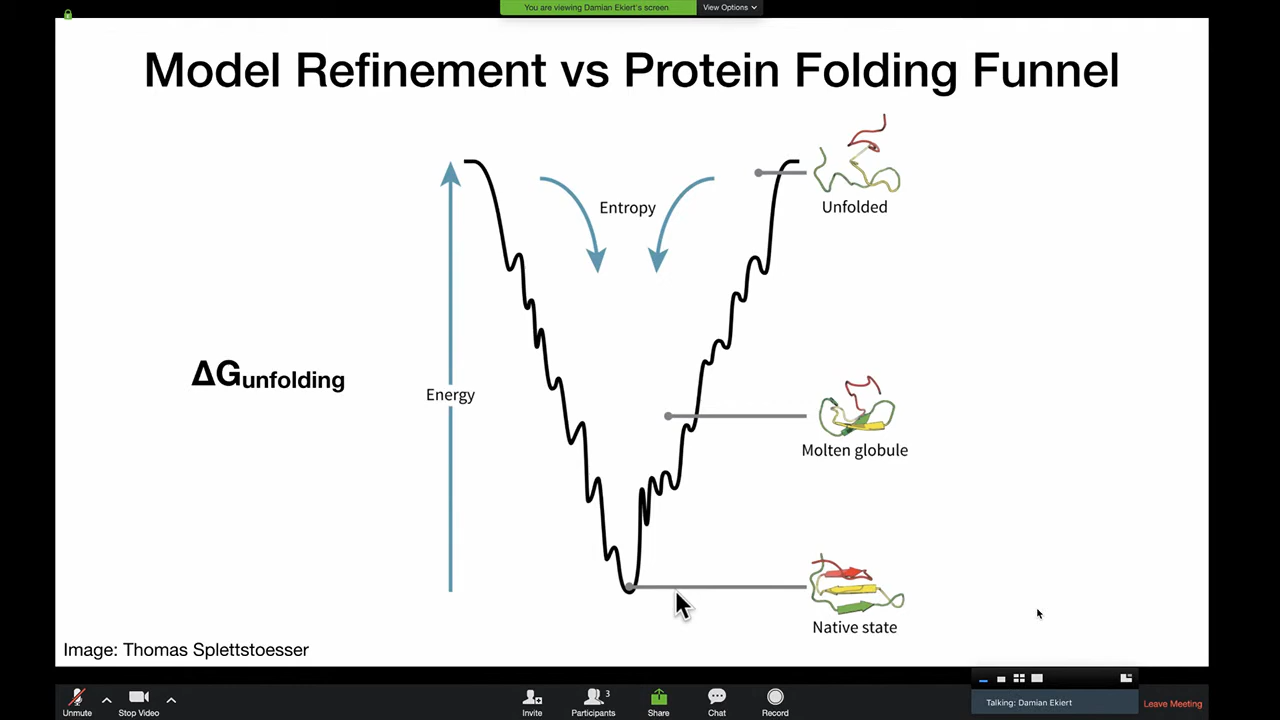 You are viewing Damian Ekiert's screen
View Options
Model Refinement vs Protein Folding Funnel
Entropy
Unfolded
ΔGunfolding
Energy
Molten globule
Native state
Image: Thomas Splettstoesser
Unmute
Stop Video
Invite
3
Participants
Share
Chat
Record
Talking: Damian Ekiert
Leave Meeting